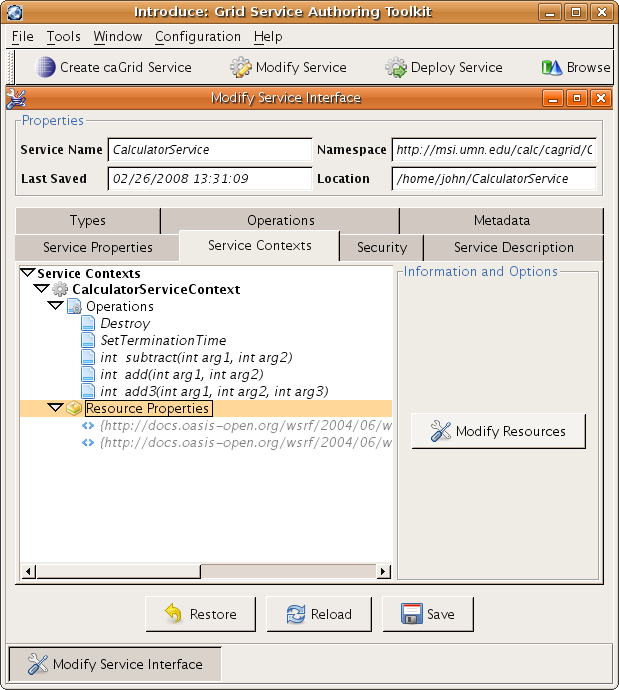 Introduce: Grid Service Authoring Toolkit
File Tools Window Configuration Help
Create caGrid Service Modify Service Deploy Service Browse
Modify Service Interface
Properties
Service Name CalculatorService Namespace http://msi.umn.edu/calc/cagrid/C
Last Saved 02/26/2008 13:31:09 Location /home/john/CalculatorService
Types Operations Metadata
Service Properties Service Contexts Security Service Description
Service Contexts
CalculatorServiceContext
Operations
Destroy
SetTerminationTime
int subtract(int arg1, int arg2)
int add(int arg1, int arg2)
int add3(int arg1, int arg2, int arg3)
Resource Properties
{http://docs.oasis-open.org/wsrf/2004/06/w
{http://docs.oasis-open.org/wsrf/2004/06/w
Information and Options
Modify Resources
Restore Reload Save
Modify Service Interface